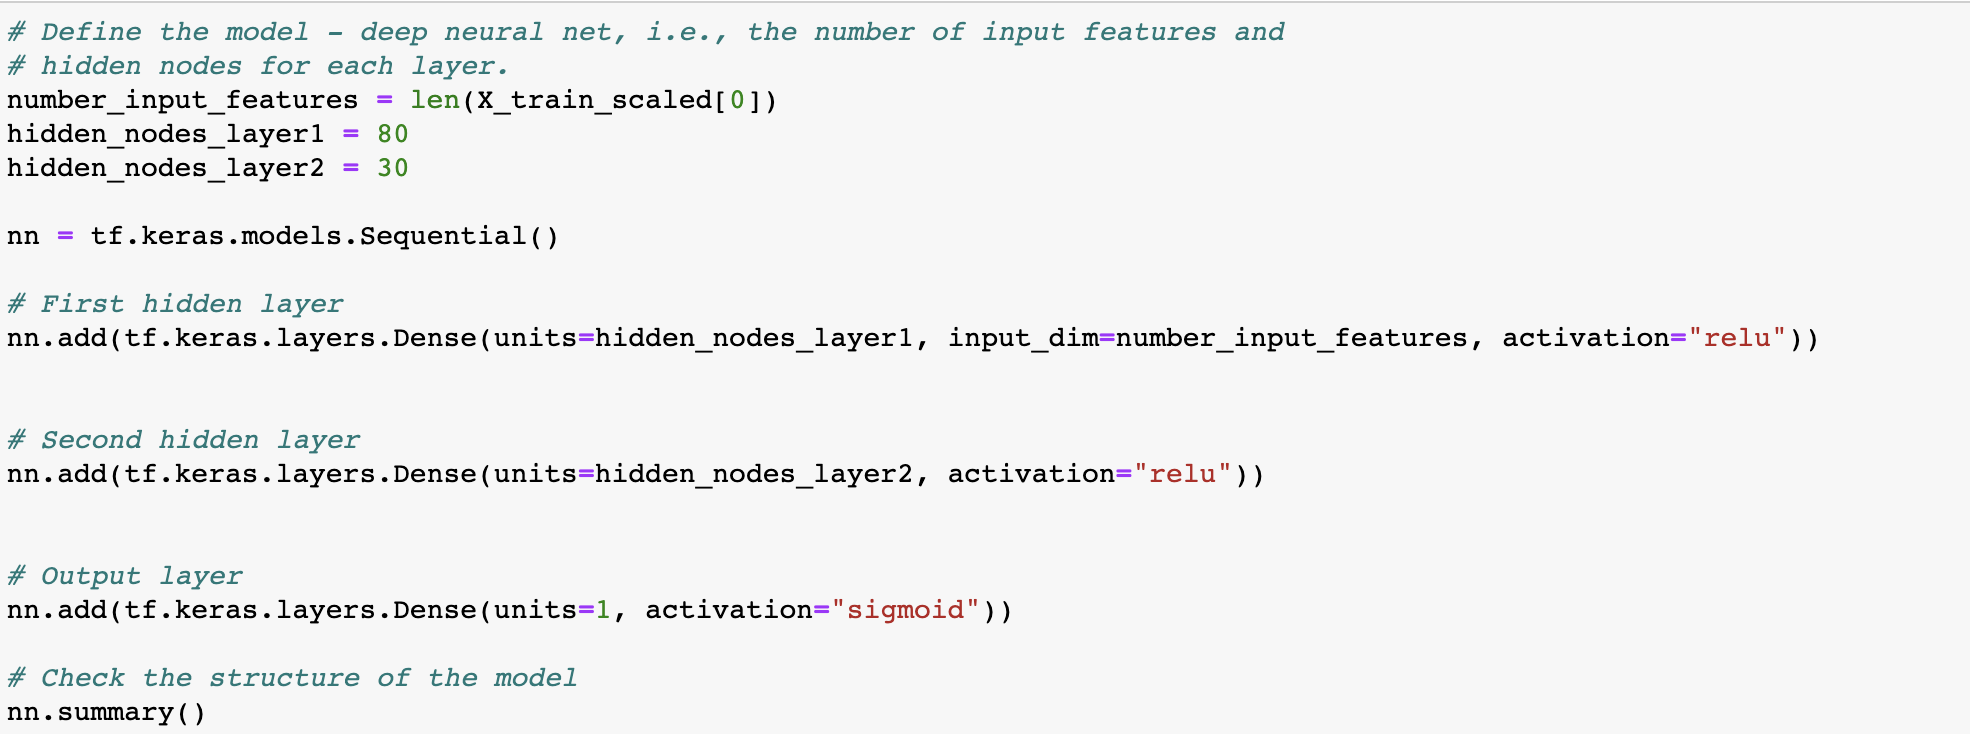 # Define the model - deep neural net, i.e., the number of input features and
# hidden nodes for each layer.
number_input_features = len(X_train_scaled[0])
hidden_nodes_layer1 = 80
hidden_nodes_layer2 = 30
nn = tf.keras.models.Sequential()
# First hidden layer
nn.add(tf.keras.layers.Dense(units=hidden_nodes_layer1, input_dim=number_input_features, activation="relu"))
# Second hidden layer
nn.add(tf.keras.layers.Dense(units=hidden_nodes_layer2, activation="relu"))
# Output layer
nn.add(tf.keras.layers.Dense(units=1, activation="sigmoid"))
# Check the structure of the model
nn.summary()